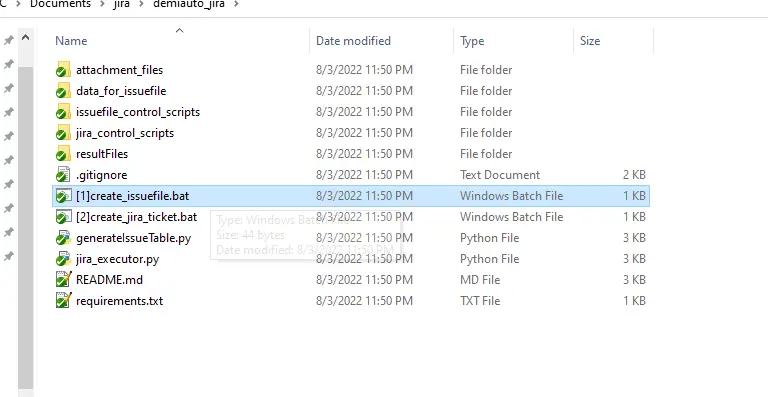 C > Documents > jira > demiauto_jira >
Name Date modified Type Size
attachment_files 8/3/2022 11:50 PM File folder
data_for_issuefile 8/3/2022 11:50 PM File folder
issuefile_control_scripts 8/3/2022 11:50 PM File folder
jira_control_scripts 8/3/2022 11:50 PM File folder
resultFiles 8/3/2022 11:50 PM File folder
.gitignore 8/3/2022 11:50 PM Text Document 2 KB
[1]create_issuefile.bat 8/3/2022 11:50 PM Windows Batch File 1 KB
[2]create_jira_ticket.bat 8/3/2022 11:50 PM Windows Batch File 1 KB
Type: Windows Batch
generateIssueTable.py 8/3/2022 11:50 PM Python File 3 KB
Size: 44 bytes
jira_executor.py 8/3/2022 11:50 PM Python File 3 KB
Date modified: 8/3/2022 11:50 PM
README.md 8/3/2022 11:50 PM MD File 3 KB
requirements.txt 8/3/2022 11:50 PM TXT File 1 KB